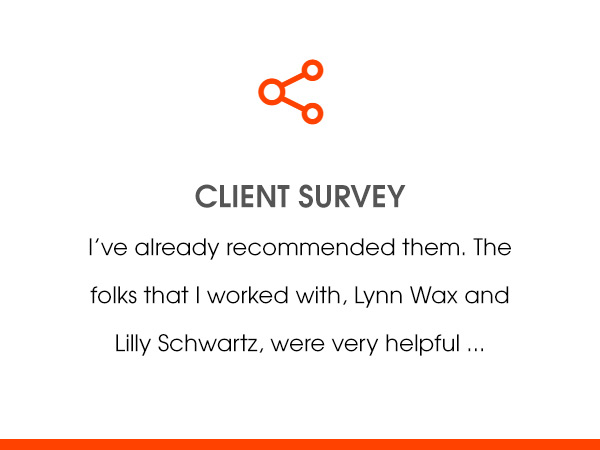 CLIENT SURVEY
I’ve already recommended them. The
folks that I worked with, Lynn Wax and
Lilly Schwartz, were very helpful ...